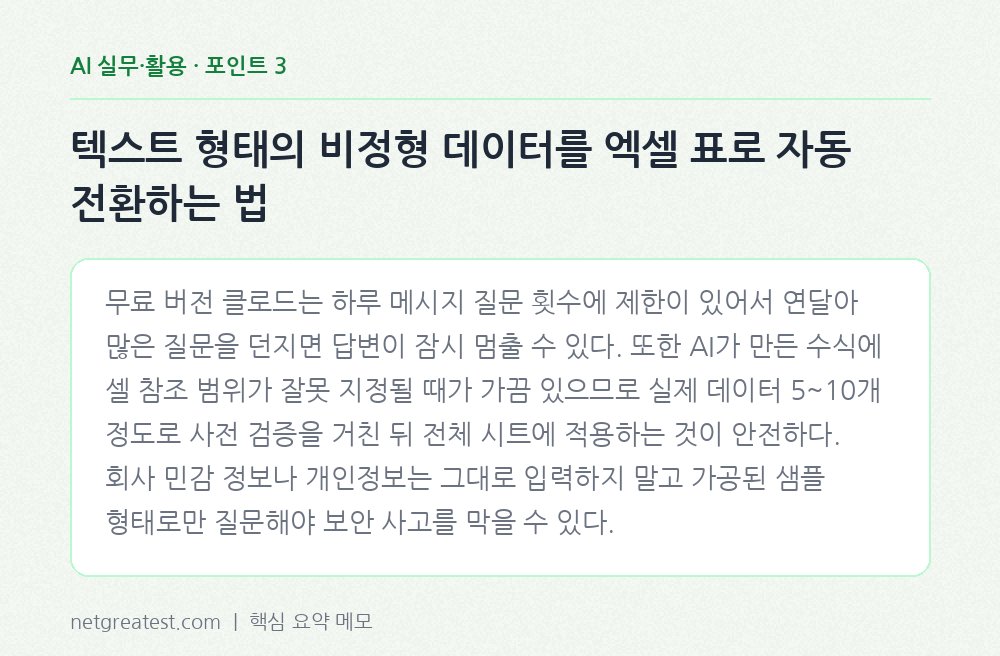 AI 실무·활용 · 포인트 3
텍스트 형태의 비정형 데이터를 엑셀 표로 자동
전환하는 법
무료 버전 클로드는 하루 메시지 질문 횟수에 제한이 있어서 연달아
많은 질문을 던지면 답변이 잠시 멈출 수 있다. 또한 AI가 만든 수식에
셀 참조 범위가 잘못 지정될 때가 가끔 있으므로 실제 데이터 5~10개
정도로 사전 검증을 거친 뒤 전체 시트에 적용하는 것이 안전하다.
회사 민감 정보나 개인정보는 그대로 입력하지 말고 가공된 샘플
형태로만 질문해야 보안 사고를 막을 수 있다.
netgreatest.com | 핵심 요약 메모